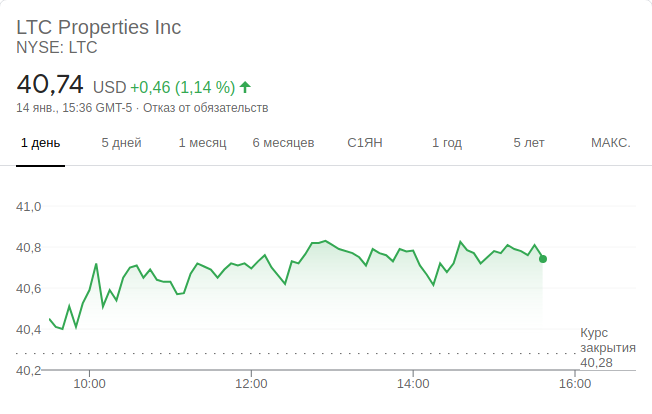 LTC Properties Inc
NYSE: LTC
40,74 USD +0,46 (1,14 %)
14 янв., 15:36 GMT-5 · Отказ от обязательств
1 день 5 дней 1 месяц 6 месяцев С1ЯН 1 год 5 лет МАКС.
41,0
40,8
40,6
40,4
Курс
закрытия
40,28
40,2
10:00 12:00 14:00 16:00